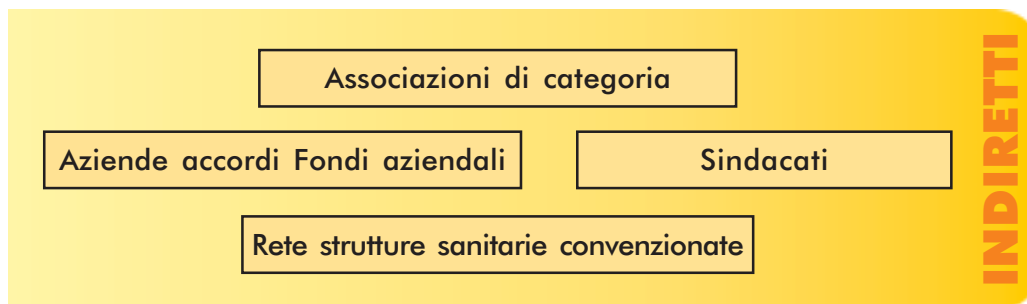 Associazioni di categoria
Aziende accordi Fondi aziendali
Sindacati
Rete strutture sanitarie convenzionate
INDIRETTI